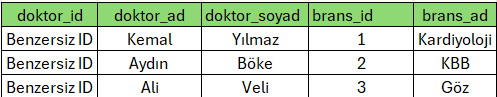 doktor_id doktor_ad doktor_soyad brans_id brans_ad
Benzersiz ID Kemal Yılmaz 1 Kardiyoloji
Benzersiz ID Aydın Böke 2 KBB
Benzersiz ID Ali Veli 3 Göz